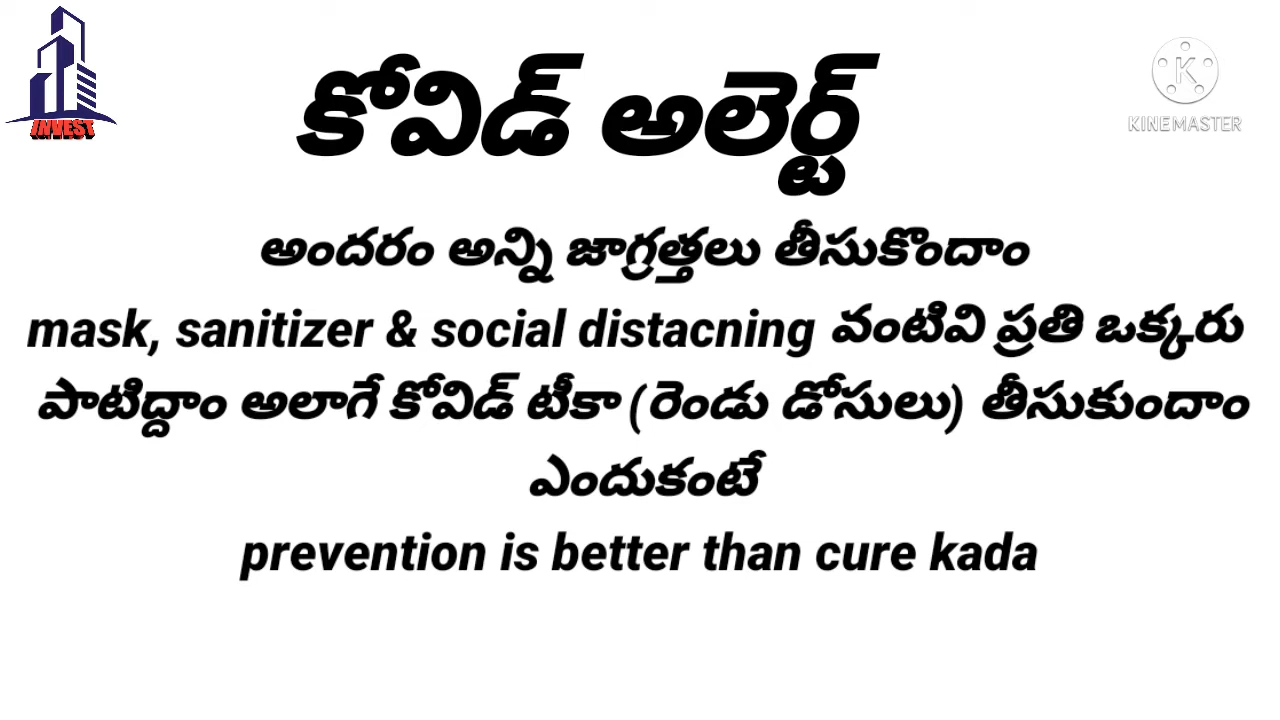 INVEST
కోవిడ్ అలెర్ట్
KINEMASTER
అందరం అన్ని జాగ్రత్తలు తీసుకొందాం
mask, sanitizer & social distacning వంటివి ప్రతి ఒక్కరు
పాటిద్దాం అలాగే కోవిడ్ టీకా (రెండు డోసులు) తీసుకుందాం
ఎందుకంటే
prevention is better than cure kada